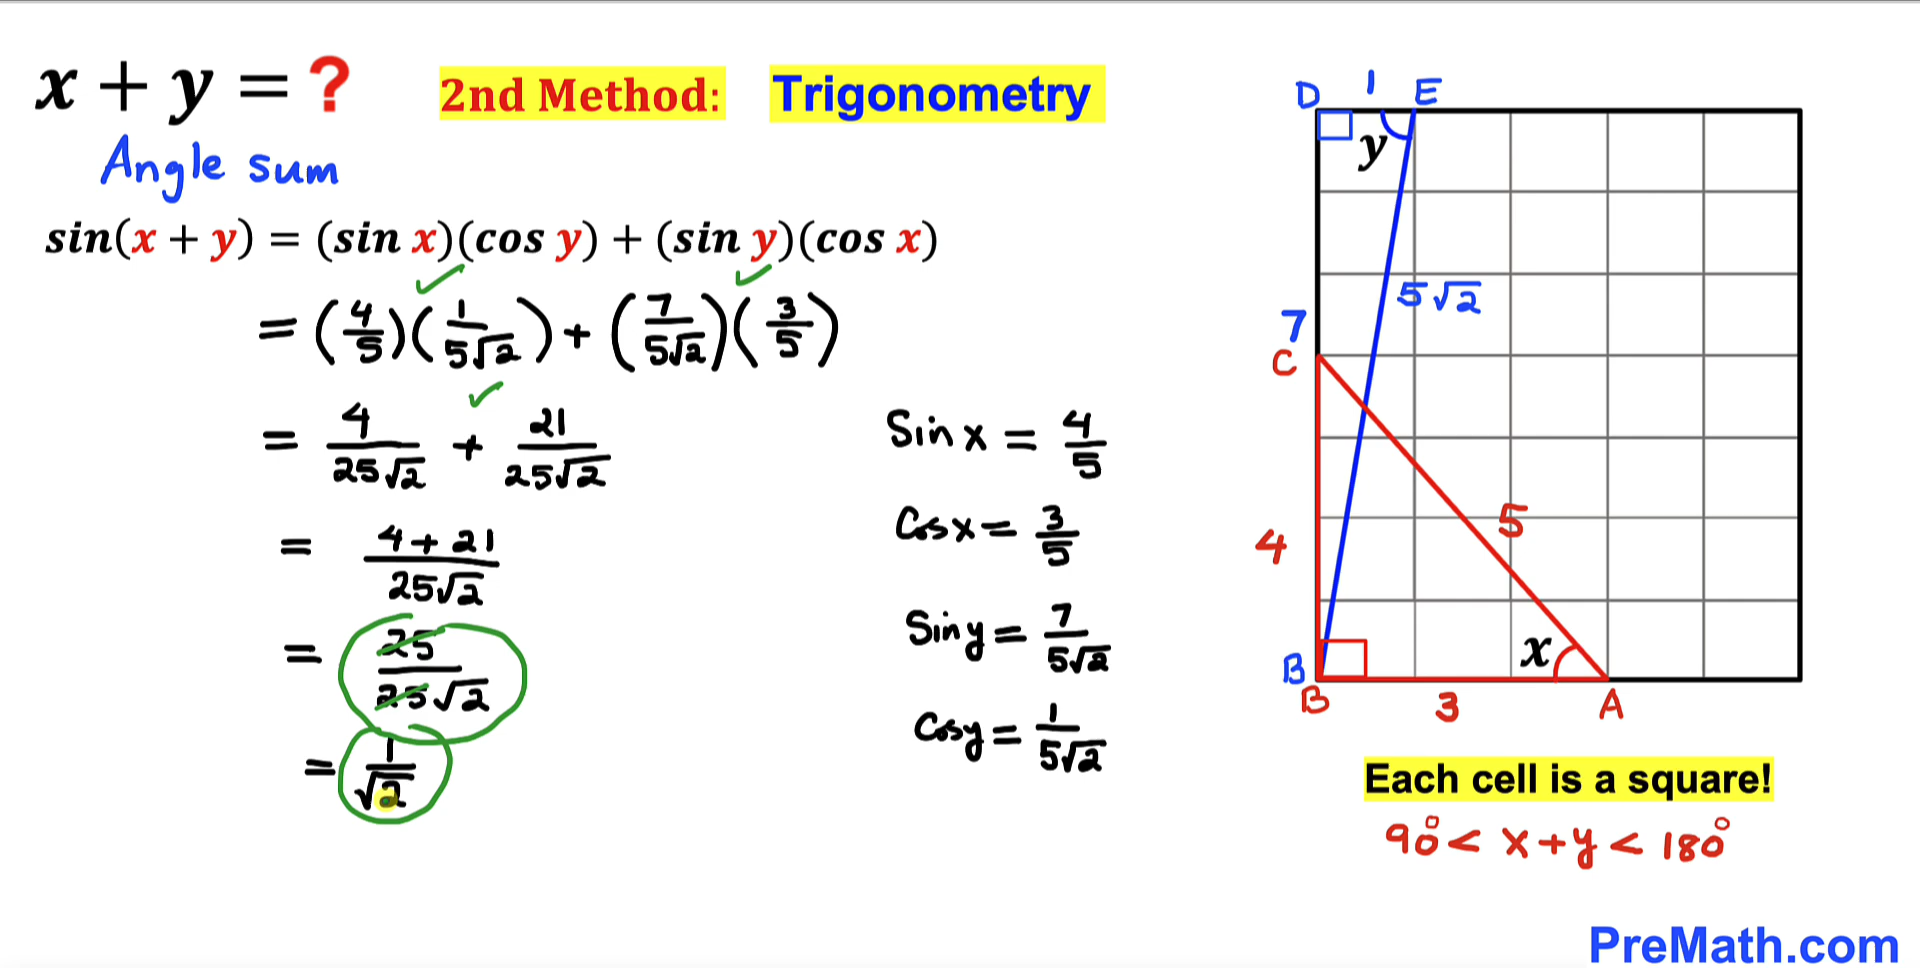 x + y = ?
2nd Method: Trigonometry
Angle sum
sin(x + y) = (sin x)(cos y) + (sin y)(cos x)
= (4/5)(1/5√2) + (7/5√2)(3/5)
= 4/25√2 + 21/25√2
= 4+21/25√2
= 25/25√2
= 1/√2
Sin x = 4/5
Cos x = 3/5
Sin y = 7/5√2
Cos y = 1/5√2
D 1 E
y
5√2
7
C
5
4
x
B
B 3 A
Each cell is a square!
90° < x+y < 180°
PreMath.com